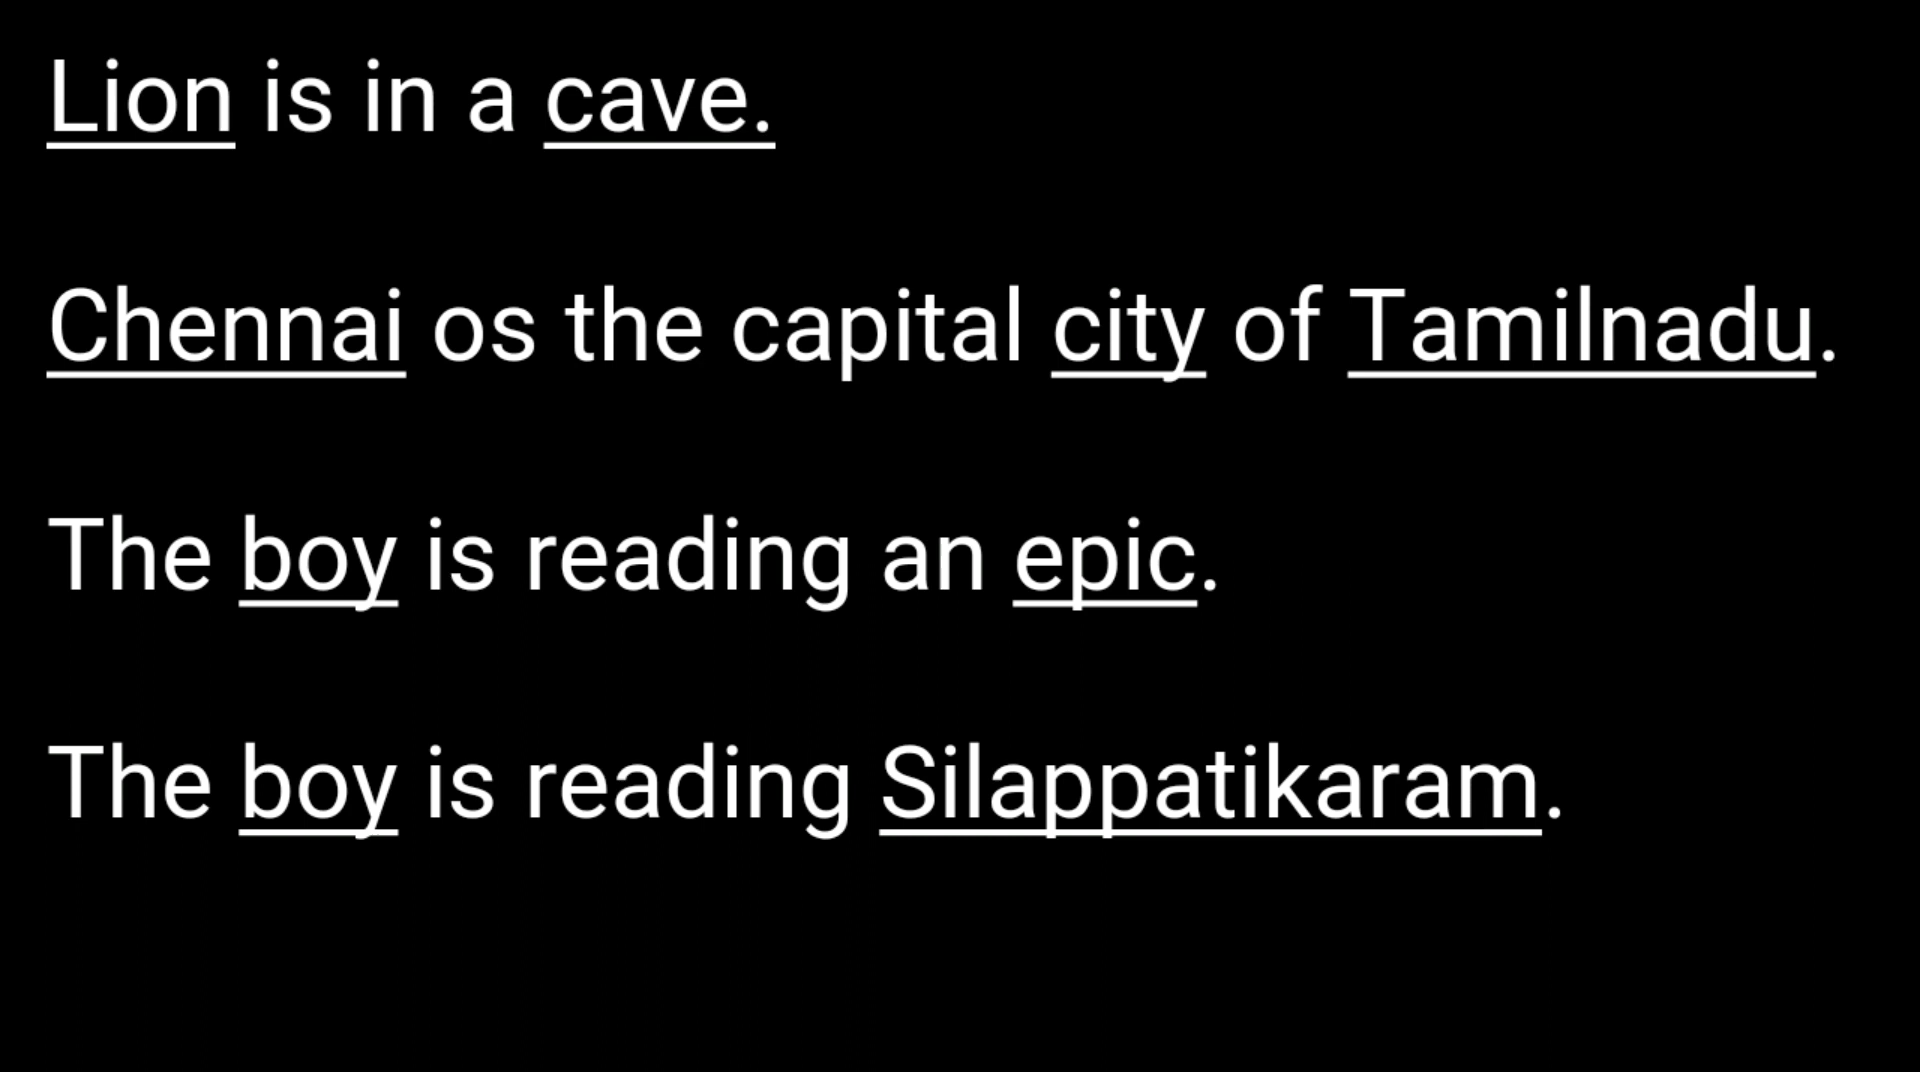 Lion is in a cave.
Chennai os the capital city of Tamilnadu.
The boy is reading an epic.
The boy is reading Silappatikaram.